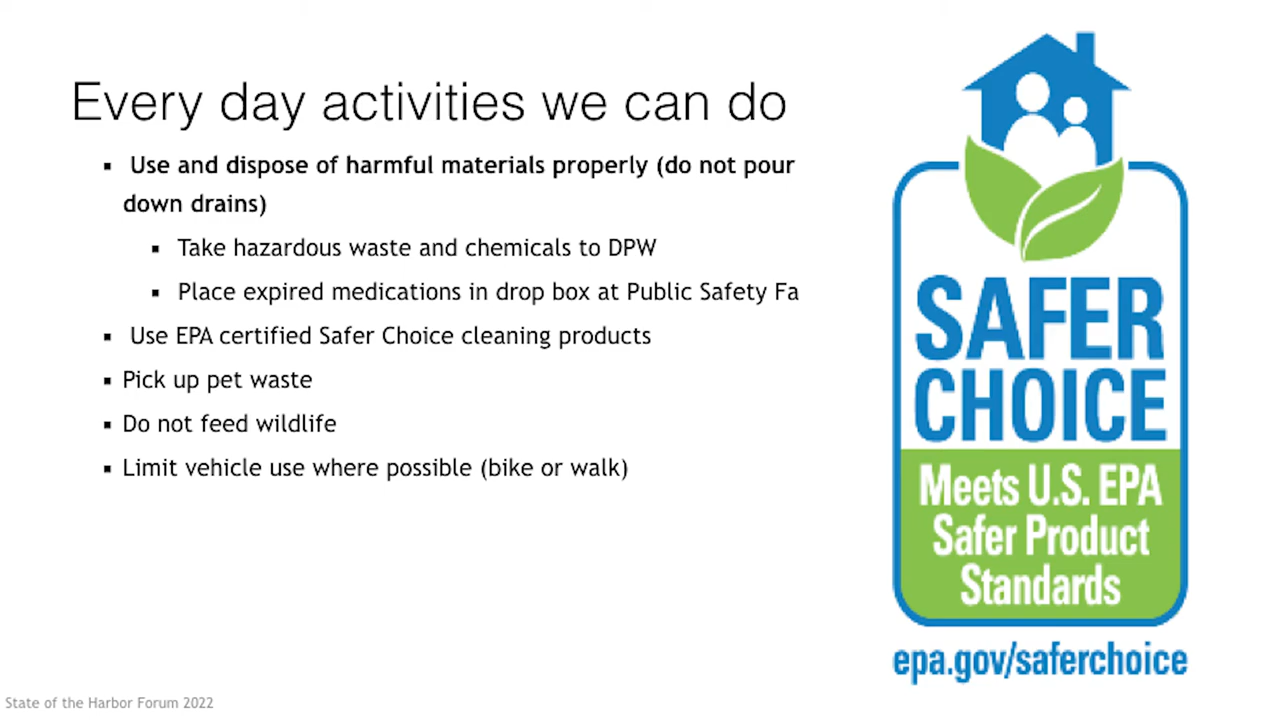 Every day activities we can do
▪ Use and dispose of harmful materials properly (do not pour
down drains)
▪ Take hazardous waste and chemicals to DPW
▪ Place expired medications in drop box at Public Safety Fa
▪ Use EPA certified Safer Choice cleaning products
▪ Pick up pet waste
▪ Do not feed wildlife
▪ Limit vehicle use where possible (bike or walk)
SAFER
CHOICE
Meets U.S. EPA
Safer Product
Standards
epa.gov/saferchoice
State of the Harbor Forum 2022